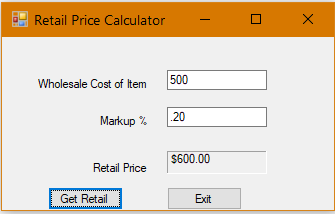 Retail Price Calculator
Wholesale Cost of Item 500
Markup % .20
Retail Price $600.00
Get Retail Exit